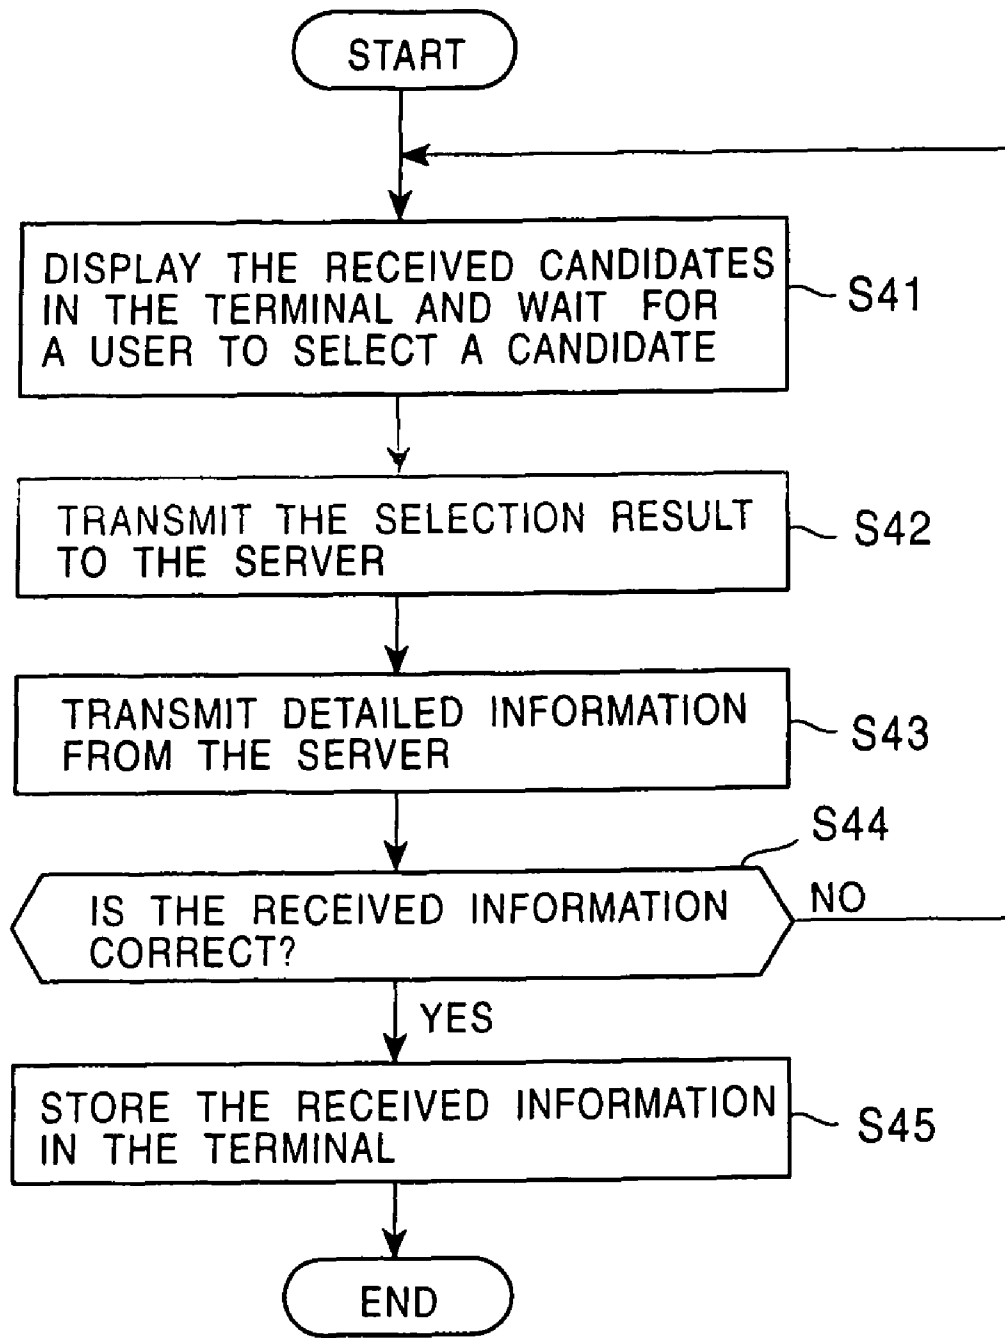 START
DISPLAY THE RECEIVED CANDIDATES
IN THE TERMINAL AND WAIT FOR
A USER TO SELECT A CANDIDATE
S41
TRANSMIT THE SELECTION RESULT
TO THE SERVER
S42
TRANSMIT DETAILED INFORMATION
FROM THE SERVER
S43
S44
IS THE RECEIVED INFORMATION
CORRECT?
NO
YES
STORE THE RECEIVED INFORMATION
IN THE TERMINAL
S45
END